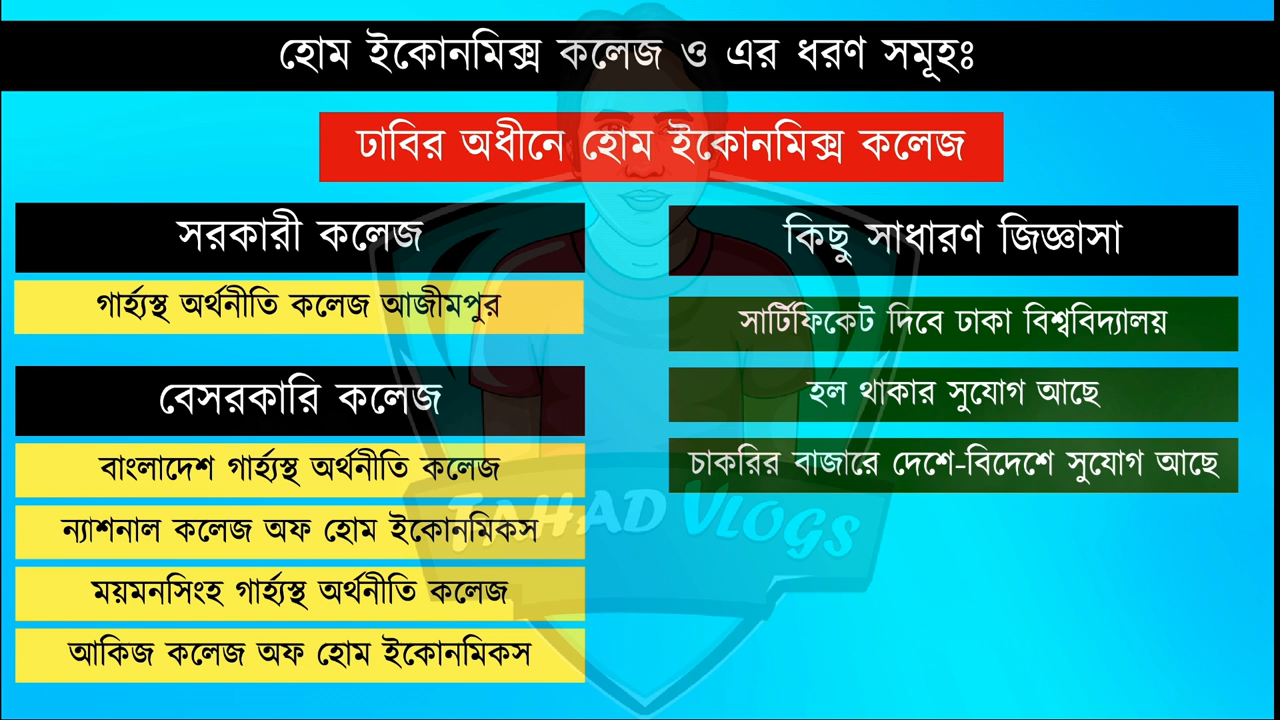 হোম ইকোনমিক্স কলেজ ও এর ধরণ সমূহঃ
ঢাবির অধীনে হোম ইকোনমিক্স কলেজ
সরকারী কলেজ
গার্হ্যস্থ অর্থনীতি কলেজ আজীমপুর
বেসরকারি কলেজ
বাংলাদেশ গার্হ্যস্থ অর্থনীতি কলেজ
ন্যাশনাল কলেজ অফ হোম ইকোনমিকস
ময়মনসিংহ গার্হ্যস্থ অর্থনীতি কলেজ
আকিজ কলেজ অফ হোম ইকোনমিকস
কিছু সাধারণ জিজ্ঞাসা
সার্টিফিকেট দিবে ঢাকা বিশ্ববিদ্যালয়
হল থাকার সুযোগ আছে
চাকরির বাজারে দেশে-বিদেশে সুযোগ আছে
FAHAD VLOGS